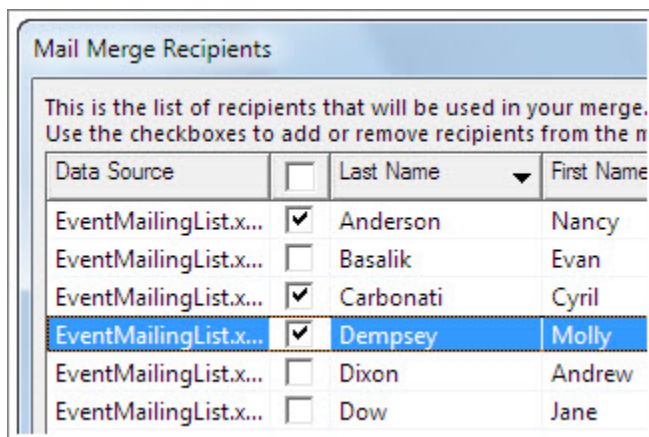 Mail Merge Recipients
This is the list of recipients that will be used in your merge.
Use the checkboxes to add or remove recipients from the m
Data Source Last Name First Name
EventMailingList.x... Anderson Nancy
EventMailingList.x... Basalik Evan
EventMailingList.x... Carbonati Cyril
EventMailingList.x... Dempsey Molly
EventMailingList.x... Dixon Andrew
EventMailingList.x... Dow Jane